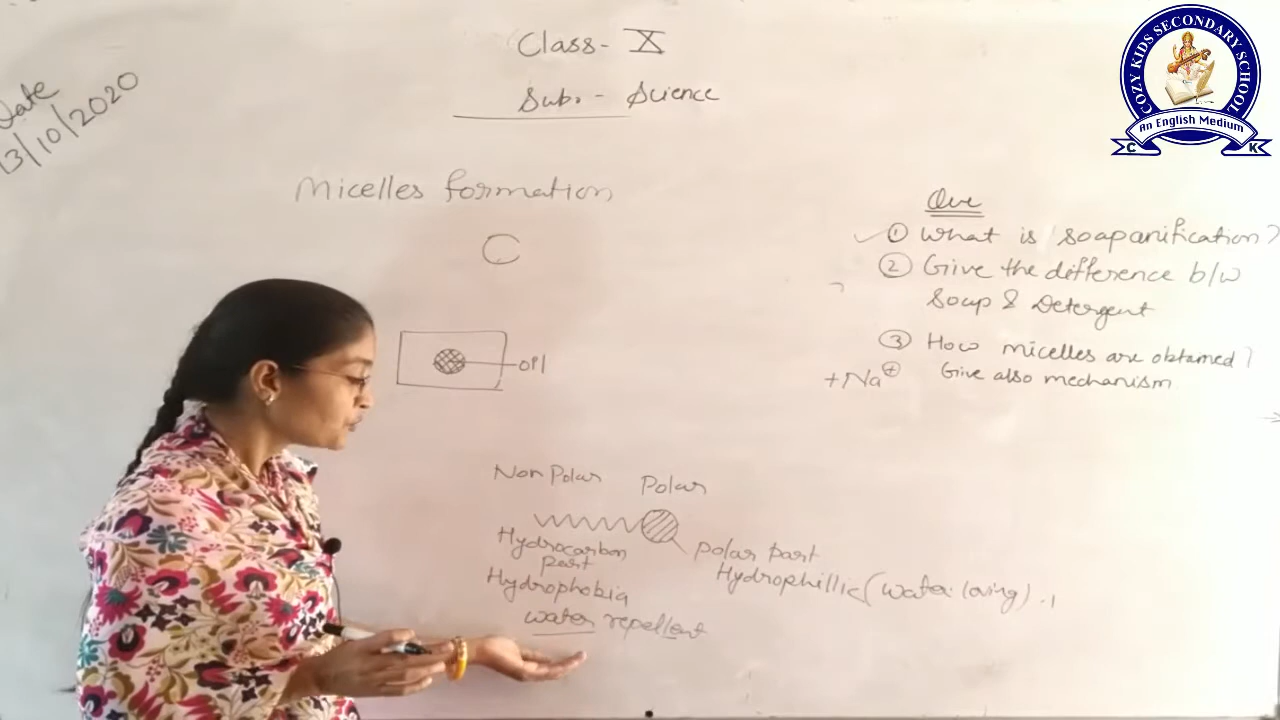 Class - X
Sub. - Science
Date
13/10/2020
COZY KIDS SECONDARY SCHOOL
An English Medium
C K
Micelles formation
C
Que
① What is soapanification?
② Give the difference b/w
Soap & Detergent
③ How micelles are obtained?
Give also mechanism
+Na⊕
oil
Non Polar Polar
Hydrocarbon
part
Hydrophobia
water repellent
polar part
Hydrophillic (water loving)